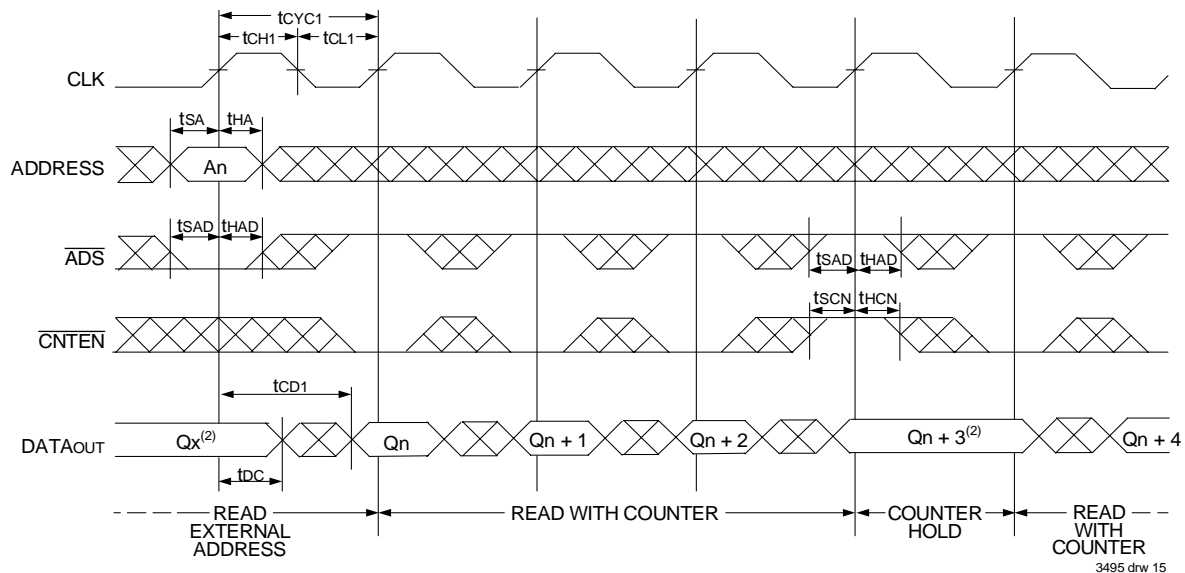 tCYC1
tCH1 tCL1
CLK
tSA tHA
ADDRESS An
tSAD tHAD
ADS
tSAD tHAD
tSCN tHCN
CNTEN
tCD1
DATAOUT Qx(2) Qn Qn + 1 Qn + 2 Qn + 3(2) Qn + 4
tDC
READ EXTERNAL ADDRESS
READ WITH COUNTER
COUNTER HOLD
READ WITH COUNTER
3495 drw 15